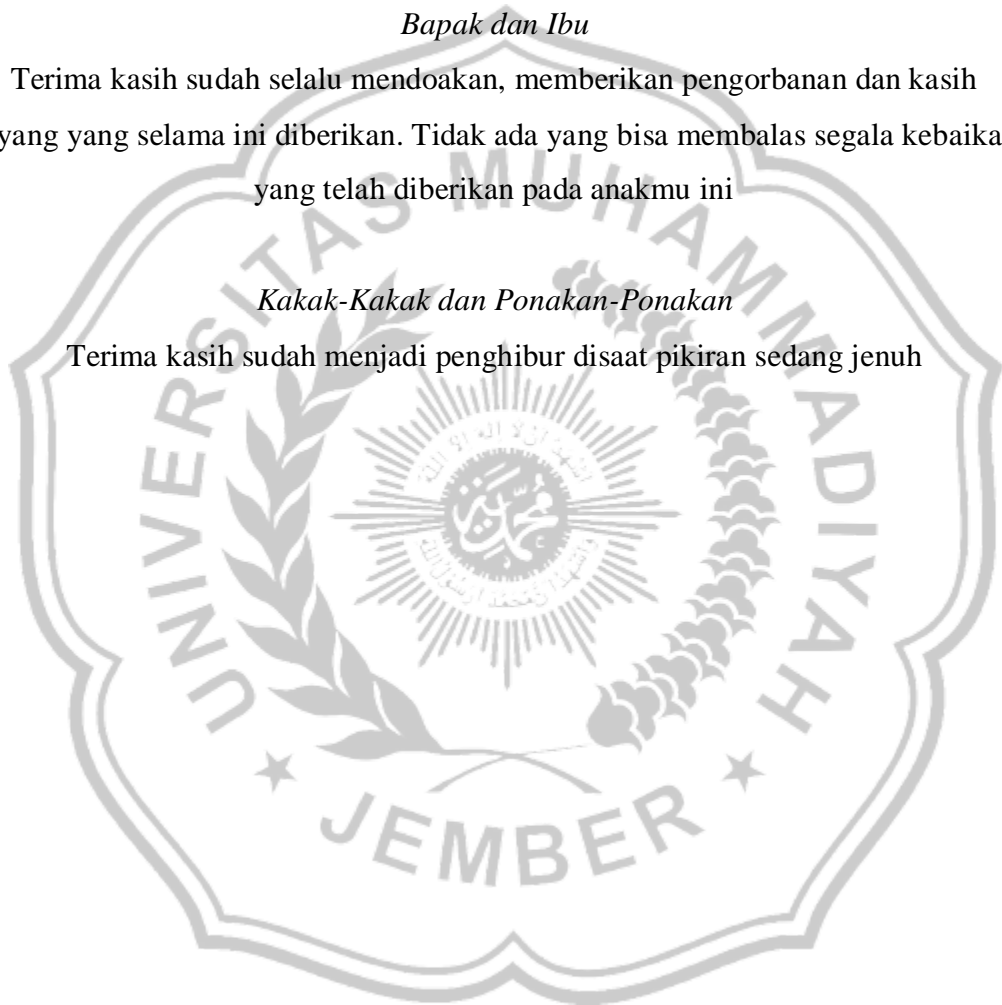 Bapak dan Ibu
Terima kasih sudah selalu mendoakan, memberikan pengorbanan dan kasih
yang yang selama ini diberikan. Tidak ada yang bisa membalas segala kebaika
yang telah diberikan pada anakmu ini
Kakak-Kakak dan Ponakan-Ponakan
Terima kasih sudah menjadi penghibur disaat pikiran sedang jenuh
UNIVERSITAS MUHAMMADIYAH
JEMBER